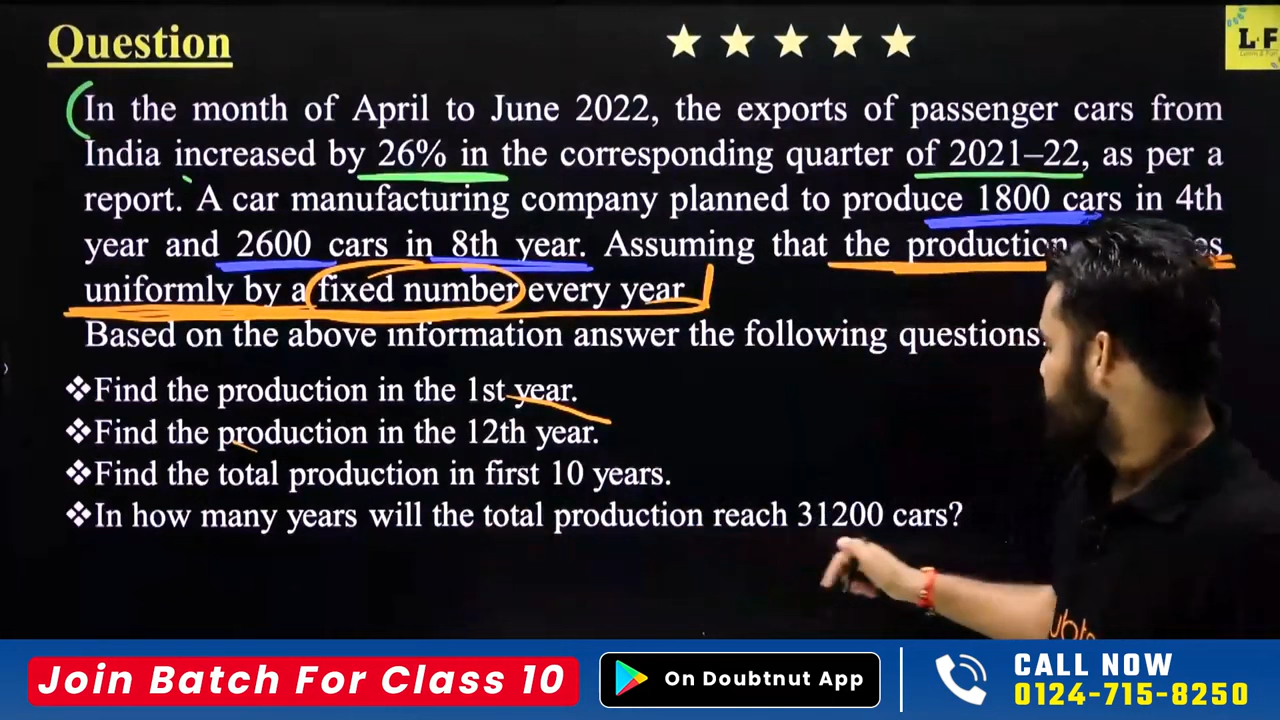 Question
L F
In the month of April to June 2022, the exports of passenger cars from
India increased by 26% in the corresponding quarter of 2021–22, as per a
report. A car manufacturing company planned to produce 1800 cars in 4th
year and 2600 cars in 8th year. Assuming that the production
uniformly by a fixed number every year
Based on the above information answer the following questions:
❖Find the production in the 1st year.
❖Find the production in the 12th year.
❖Find the total production in first 10 years.
❖In how many years will the total production reach 31200 cars?
Join Batch For Class 10
On Doubtnut App
CALL NOW
0124-715-8250